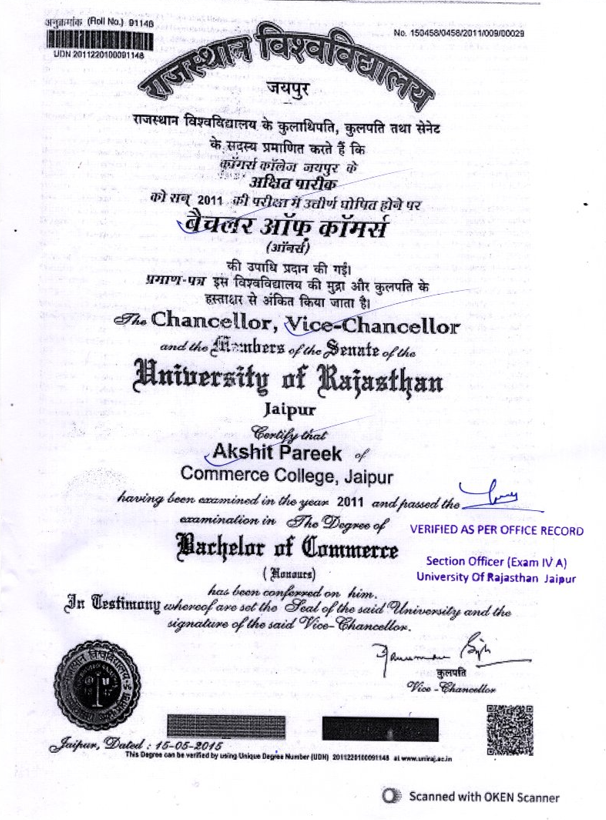 अनुक्रमांक (Roll No.) 91148
UDN 2011220100091148
No. 150458/0458/2011/009/00029
राजस्थान विश्वविद्यालय
जयपुर
राजस्थान विश्वविद्यालय के कुलाधिपति, कुलपति तथा सेनेट
के सदस्य प्रमाणित करते हैं कि
कॉमर्स कॉलेज जयपुर के
अक्षित पारीक
को सन् 2011 की परीक्षा में उत्तीर्ण घोषित होने पर
बैचलर ऑफ् कॉमर्स
(ऑनर्स)
की उपाधि प्रदान की गई।
प्रमाण-पत्र इस विश्वविद्यालय की मुद्रा और कुलपति के
हस्ताक्षर से अंकित किया जाता है।
The Chancellor, Vice-Chancellor
and the Members of the Senate of the
University of Rajasthan
Jaipur
Certify that
Akshit Pareek of
Commerce College, Jaipur
having been examined in the year 2011 and passed the
examination in The Degree of
VERIFIED AS PER OFFICE RECORD
Bachelor of Commerce
Section Officer (Exam IV A)
University Of Rajasthan Jaipur
(Honours)
has been conferred on him.
In Testimony whereof are set the Seal of the said University and the
signature of the said Vice-Chancellor.
कुलपति
Vice-Chancellor
Jaipur, Dated : 15-05-2015
This Degree can be verified by using Unique Degree Number (UDN) 2011220100091148 at www.uniraj.ac.in
Scanned with OKEN Scanner